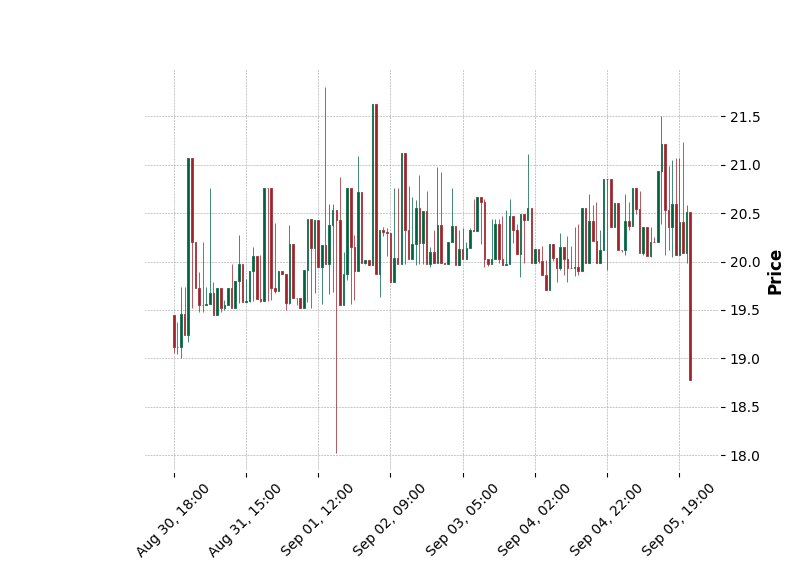 21.5
21.0
20.5
20.0
19.5
19.0
18.5
18.0
Price
Aug 30, 18:00
Aug 31, 15:00
Sep 01, 12:00
Sep 02, 09:00
Sep 03, 05:00
Sep 04, 02:00
Sep 04, 22:00
Sep 05, 19:00